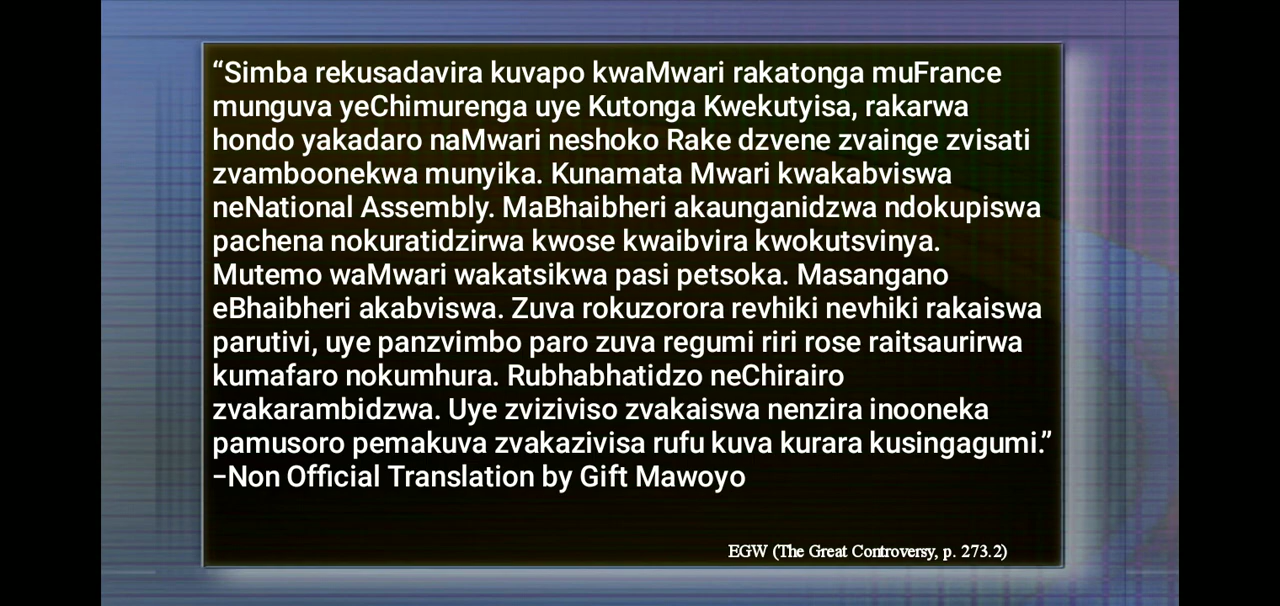 “Simba rekusadavira kuvapo kwaMwari rakatonga muFrance
munguva yeChimurenga uye Kutonga Kwekutyisa, rakarwa
hondo yakadaro naMwari neshoko Rake dzvene zvainge zvisati
zvamboonekwa munyika. Kunamata Mwari kwakabviswa
neNational Assembly. MaBhaibheri akaunganidzwa ndokupiswa
pachena nokuratidzirwa kwose kwaibvira kwokutsvinya.
Mutemo waMwari wakatsikwa pasi petsoka. Masangano
eBhaibheri akabviswa. Zuva rokuzorora revhiki nevhiki rakaiswa
parutivi, uye panzvimbo paro zuva regumi riri rose raitsaurirwa
kumafaro nokumhura. Rubhabhatidzo neChirairo
zvakarambidzwa. Uye zviziviso zvakaiswa nenzira inooneka
pamusoro pemakuva zvakazivisa rufu kuva kurara kusingagumi.”
–Non Official Translation by Gift Mawoyo
EGW (The Great Controversy, p. 273.2)